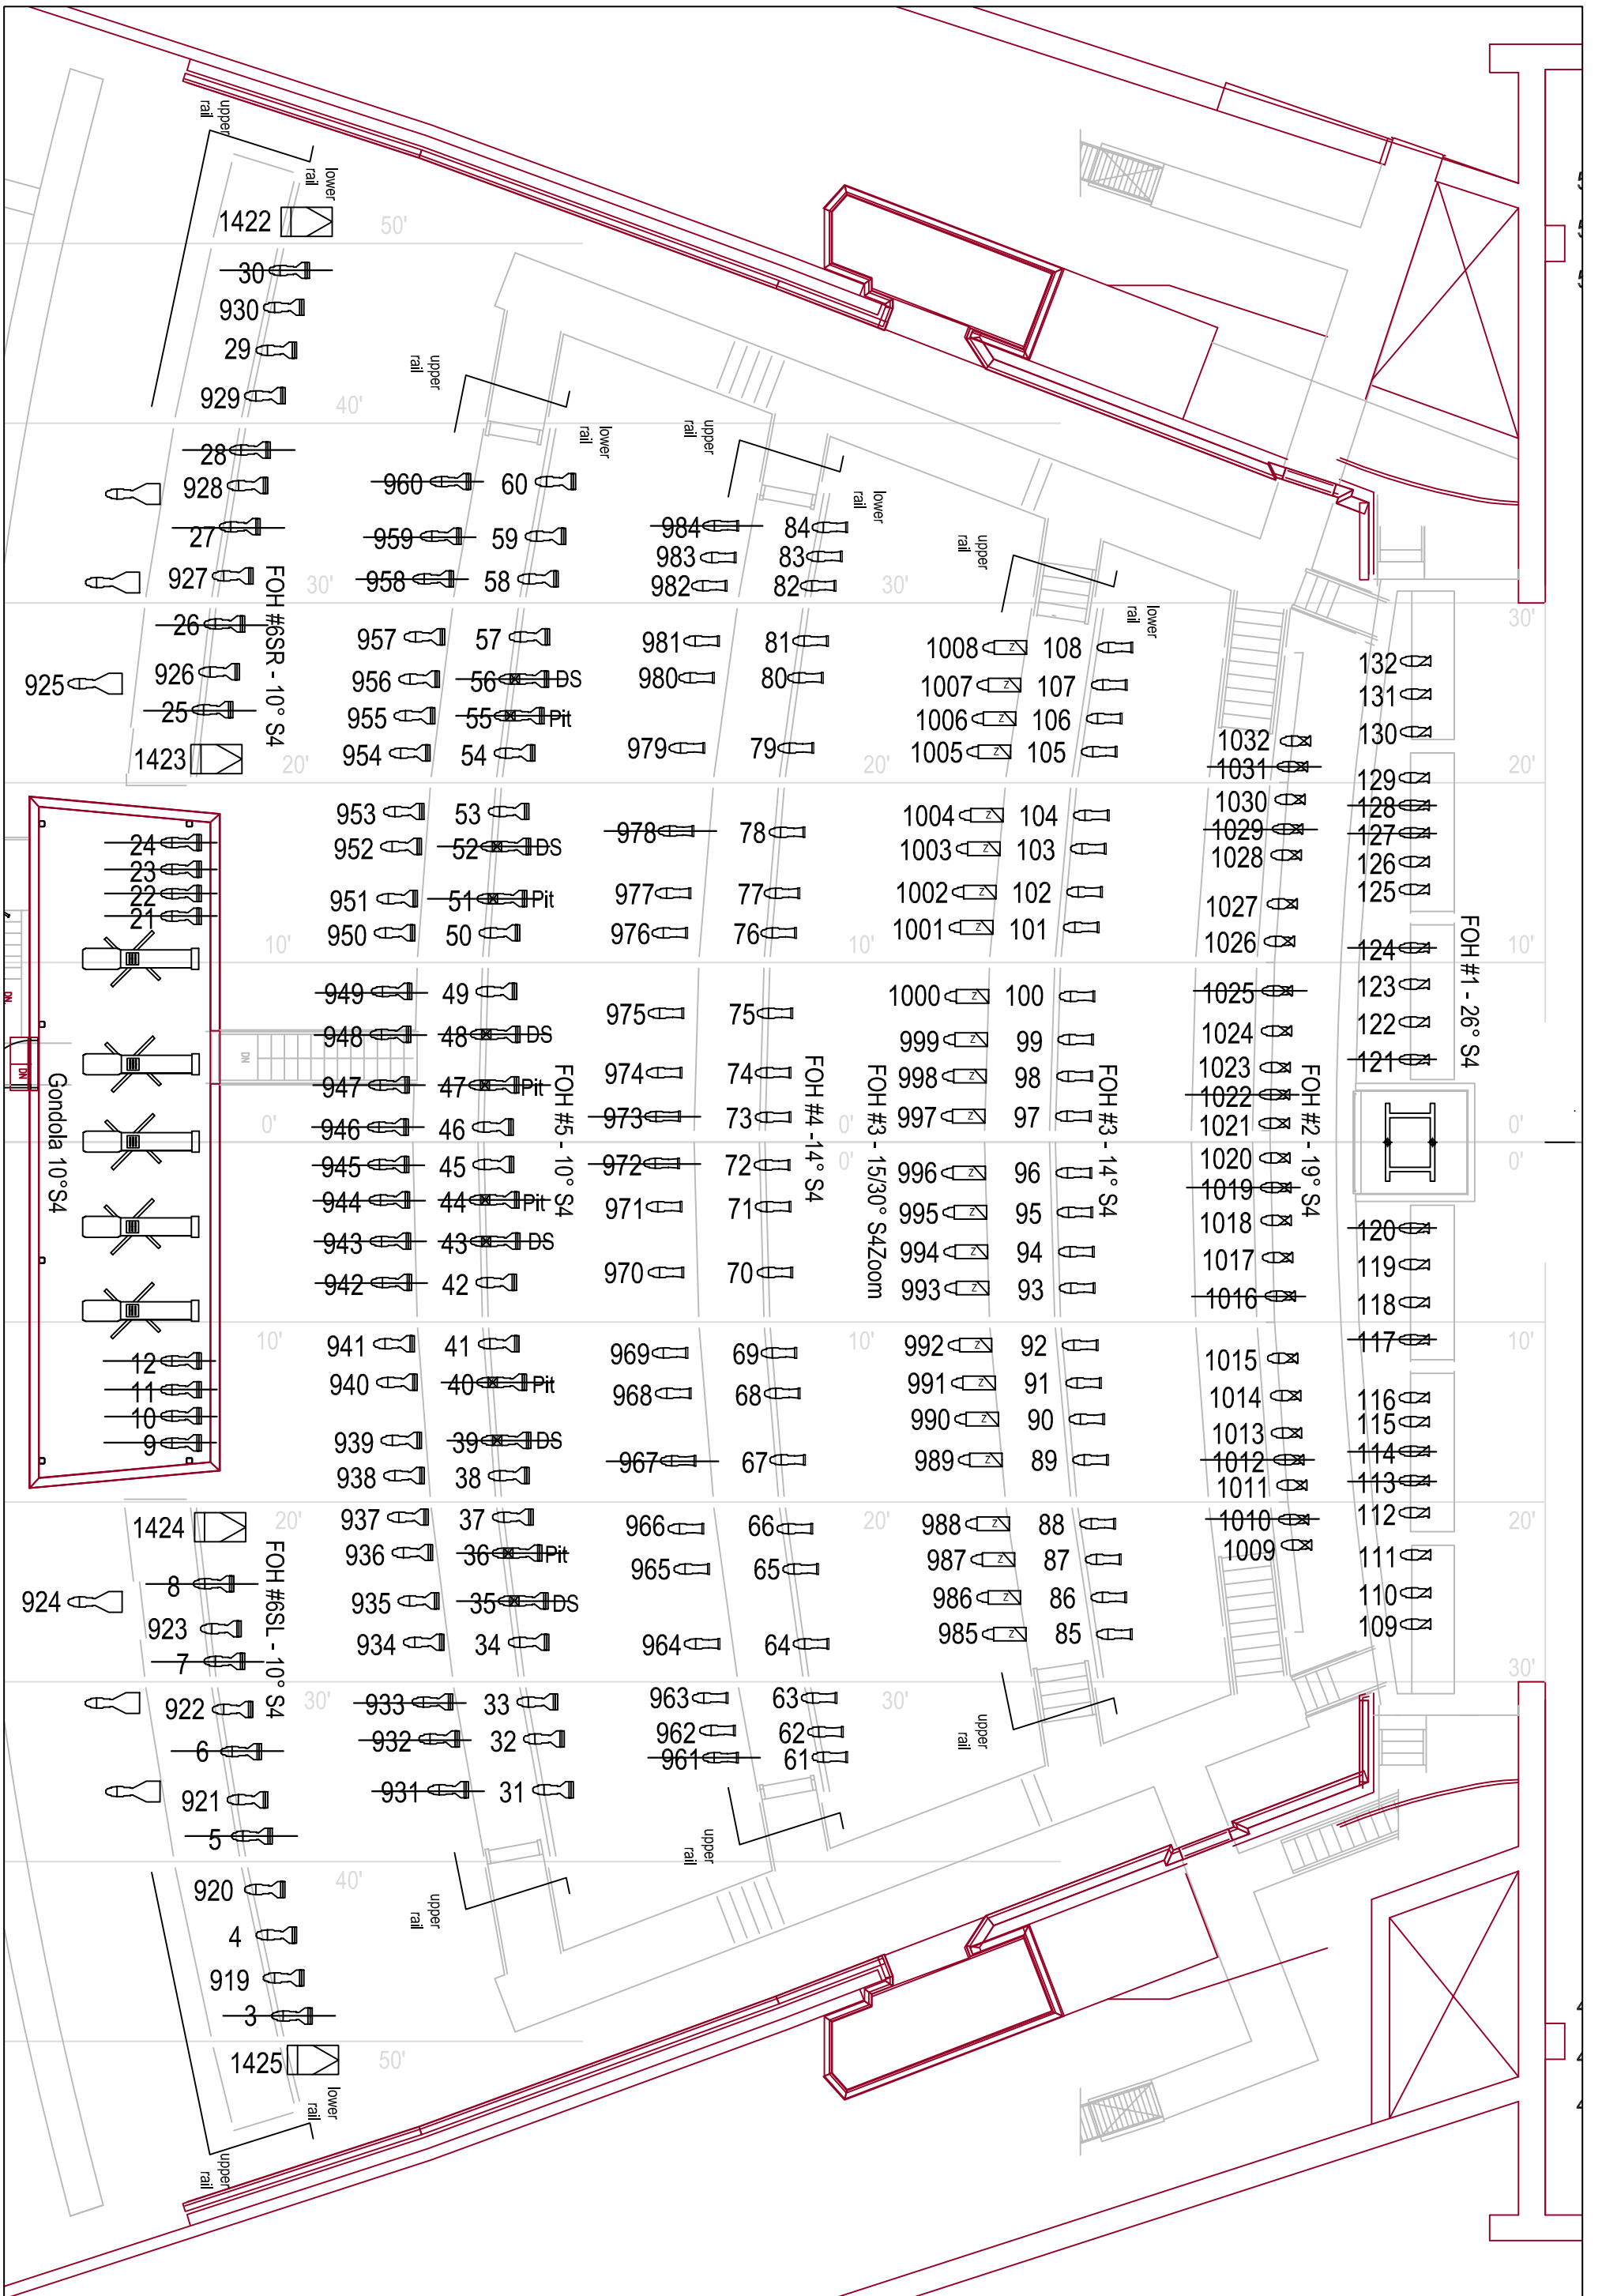 upper
rail
lower
rail
1422
50'
30
930
29
929
40'
28
928
27
927
26
926
925
25
1423
FOH #6SR - 10° S4
20'
30'
upper
rail
lower
rail
960 60
959 59
958 58
957 57
956 56 DS
955 55 Pit
954 54
953 53
952 52 DS
951 51 Pit
950 50
949 49
948 48 DS
947 47 Pit
946 46
945 45
944 44 Pit
943 43 DS
942 42
941 41
940 40 Pit
939 39 DS
938 38
937 37
936 36 Pit
935 35 DS
934 34
933 33
932 32
931 31
FOH #5 - 10° S4
10'
0'
10'
20'
30'
40'
50'
upper
rail
24
23
22
21
12
11
10
9
Gondola 10°S4
DN
DN
DN
1424
924
8
923
7
922
6
921
5
920
4
919
3
1425
FOH #6SL - 10° S4
lower
rail
upper
rail
upper
rail
lower
rail
984 84
983 83
982 82
981 81
980 80
979 79
978 78
977 77
976 76
975 75
974 74
973 73
972 72
971 71
970 70
969 69
968 68
967 67
966 66
965 65
964 64
963 63
962 62
961 61
FOH #4 -14° S4
upper
rail
30'
20'
10'
0'
0'
10'
20'
30'
upper
rail
lower
rail
1008 Z 108
1007 Z 107
1006 Z 106
1005 Z 105
1004 Z 104
1003 Z 103
1002 Z 102
1001 Z 101
1000 Z 100
999 Z 99
998 Z 98
997 Z 97
996 Z 96
995 Z 95
994 Z 94
993 Z 93
992 Z 92
991 Z 91
990 Z 90
989 Z 89
988 Z 88
987 Z 87
986 Z 86
985 Z 85
FOH #3 - 15/30° S4Zoom
FOH #3 - 14° S4
upper
rail
1032
1031
1030
1029
1028
1027
1026
1025
1024
1023
1022
1021
1020
1019
1018
1017
1016
1015
1014
1013
1012
1011
1010
1009
FOH #2 - 19° S4
132
131
130
129
128
127
126
125
124
123
122
121
120
119
118
117
116
115
114
113
112
111
110
109
FOH #1 - 26° S4
30'
20'
10'
0'
0'
10'
20'
30'